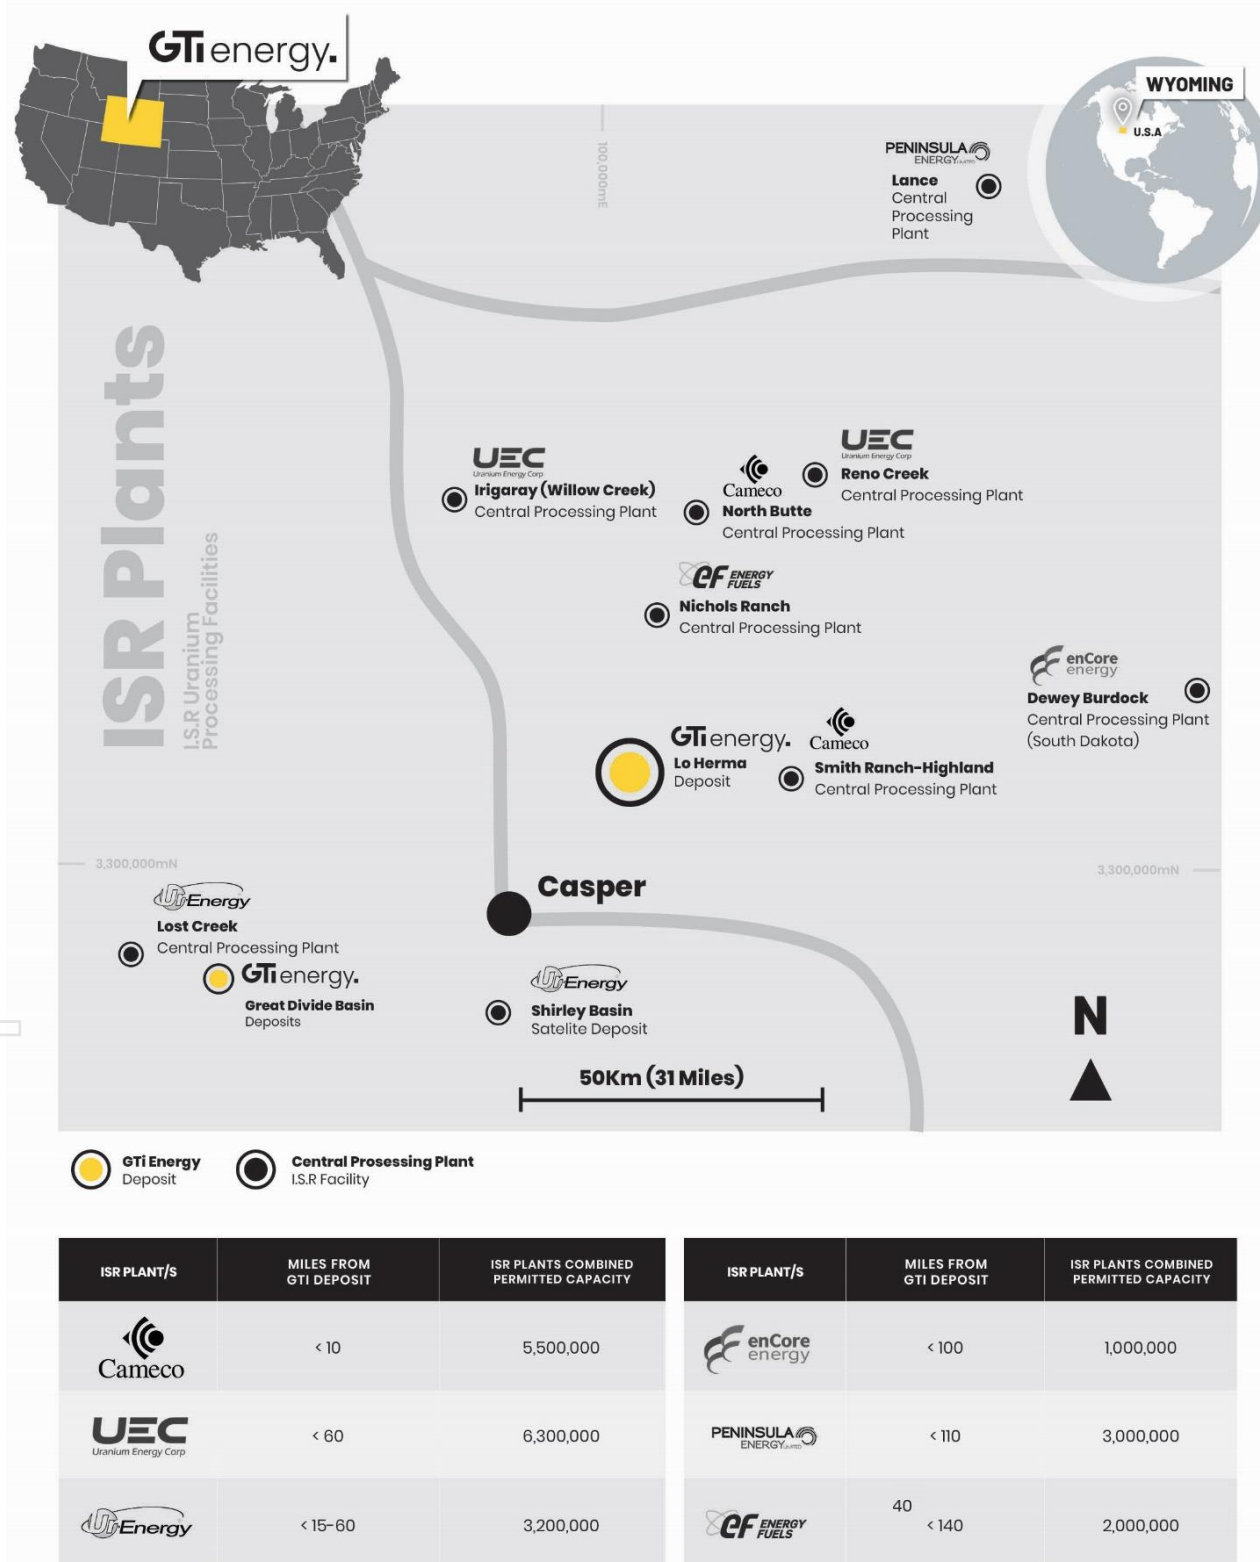 GTi energy.
WYOMING
U.S.A
100,000mE
PENINSULA
ENERGY LIMITED
Lance
Central
Processing
Plant
ISR Plants
I.S.R Uranium
Processing Facilities
UEC
Uranium Energy Corp
Irigaray (Willow Creek)
Central Processing Plant
Cameco
North Butte
Central Processing Plant
UEC
Uranium Energy Corp
Reno Creek
Central Processing Plant
eF ENERGY
FUELS
Nichols Ranch
Central Processing Plant
enCore
energy
Dewey Burdock
Central Processing Plant
(South Dakota)
GTi energy.
Lo Herma
Deposit
Cameco
Smith Ranch-Highland
Central Processing Plant
3,300,000mN
3,300,000mN
Casper
Ur-Energy
Lost Creek
Central Processing Plant
GTi energy.
Great Divide Basin
Deposits
Ur-Energy
Shirley Basin
Satelite Deposit
N
50Km (31 Miles)
GTi Energy
Deposit
Central Prosessing Plant
I.S.R Facility
ISR PLANT/S MILES FROM GTI DEPOSIT ISR PLANTS COMBINED PERMITTED CAPACITY
Cameco < 10 5,500,000
UEC Uranium Energy Corp < 60 6,300,000
Ur-Energy < 15-60 3,200,000
ISR PLANT/S MILES FROM GTI DEPOSIT ISR PLANTS COMBINED PERMITTED CAPACITY
enCore energy < 100 1,000,000
PENINSULA ENERGY LIMITED < 110 3,000,000
40
eF ENERGY FUELS < 140 2,000,000